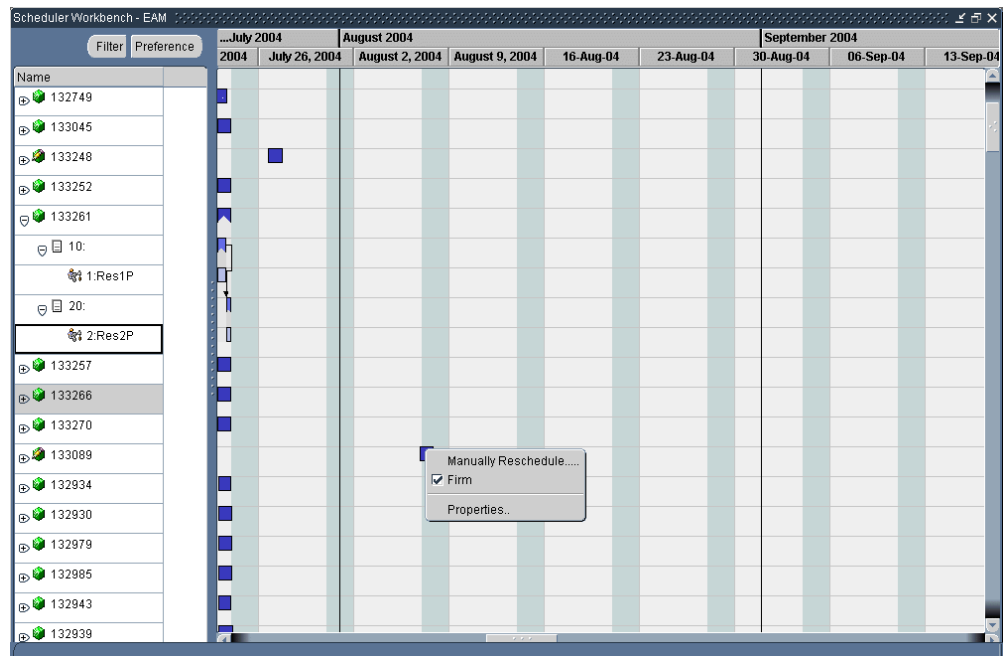 Scheduler Workbench - EAM
Filter Preference
...July 2004 August 2004 September 2004
2004 July 26, 2004 August 2, 2004 August 9, 2004 16-Aug-04 23-Aug-04 30-Aug-04 06-Sep-04 13-Sep-04
Name
132749
133045
133248
133252
133261
10:
1:Res1P
20:
2:Res2P
133257
133266
133270
133089
Manually Reschedule.....
Firm
132934
132930
Properties..
132979
132985
132943
132939